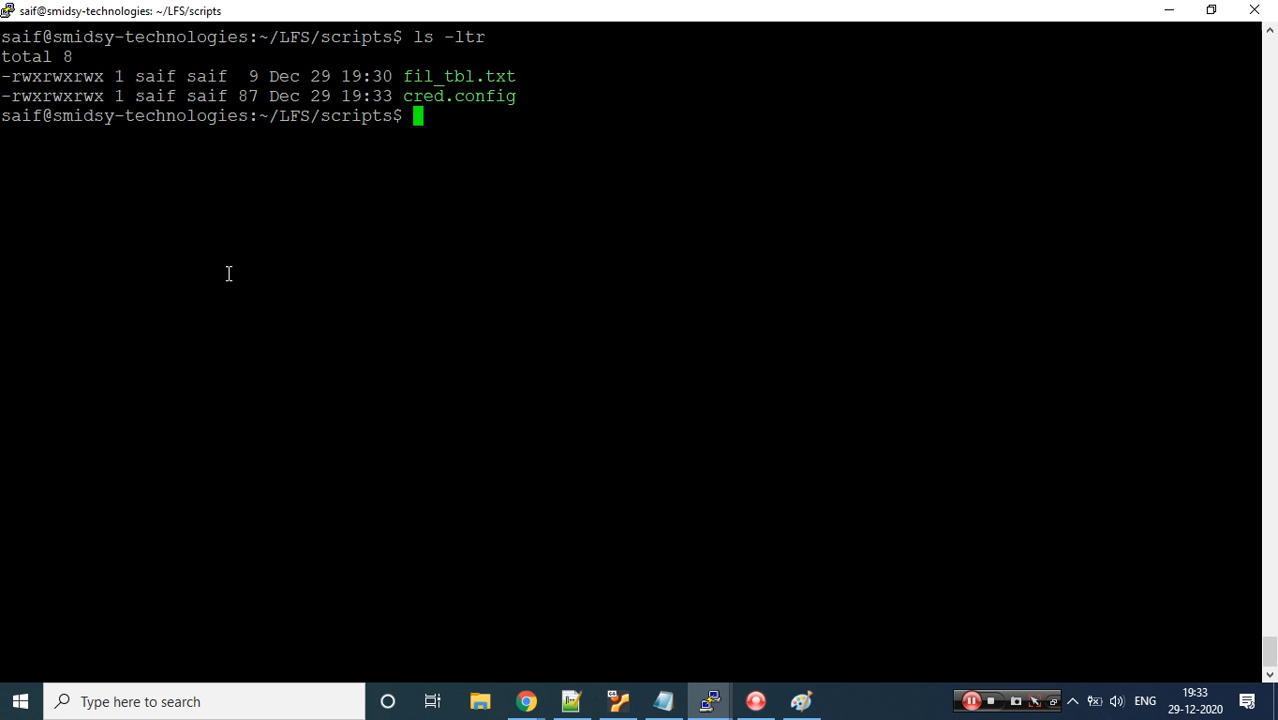 saif@smidsy-technologies: ~/LFS/scripts
saif@smidsy-technologies:~/LFS/scripts$ ls -ltr
total 8
-rwxrwxrwx 1 saif saif  9 Dec 29 19:30 fil_tbl.txt
-rwxrwxrwx 1 saif saif 87 Dec 29 19:33 cred.config
saif@smidsy-technologies:~/LFS/scripts$
Type here to search
ENG
19:33
29-12-2020